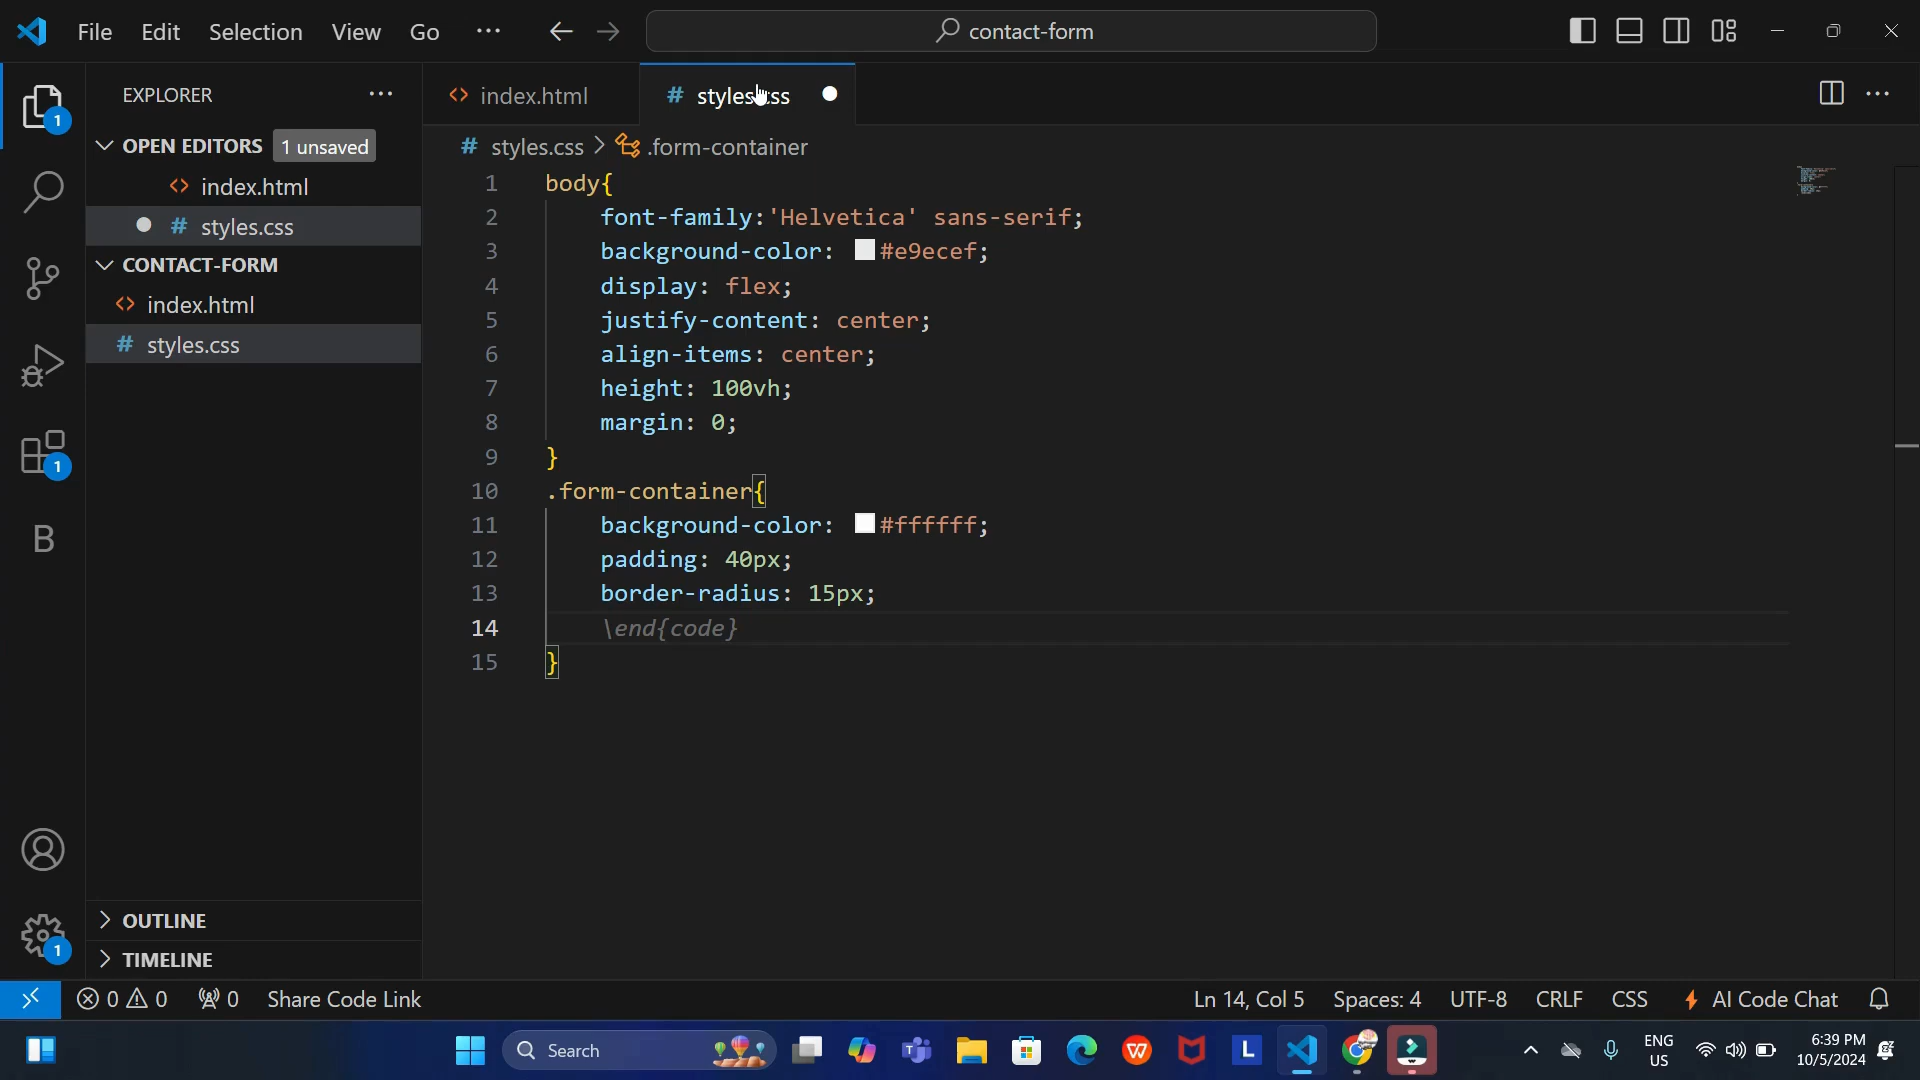 File Edit Selection View Go ··· contact-form
EXPLORER ···
index.html
styles.css
OPEN EDITORS 1 unsaved
styles.css > .form-container
index.html
styles.css
CONTACT-FORM
index.html
styles.css
1 body{
2 font-family:'Helvetica' sans-serif;
3 background-color: #e9ecef;
4 display: flex;
5 justify-content: center;
6 align-items: center;
7 height: 100vh;
8 margin: 0;
9 }
10 .form-container{
11 background-color: #ffffff;
12 padding: 40px;
13 border-radius: 15px;
14 \end{code}
15 }
1
1
B
1
OUTLINE
TIMELINE
0 0 0 Share Code Link Ln 14, Col 5 Spaces: 4 UTF-8 CRLF CSS AI Code Chat
Search
L
ENG
US
6:39 PM
10/5/2024